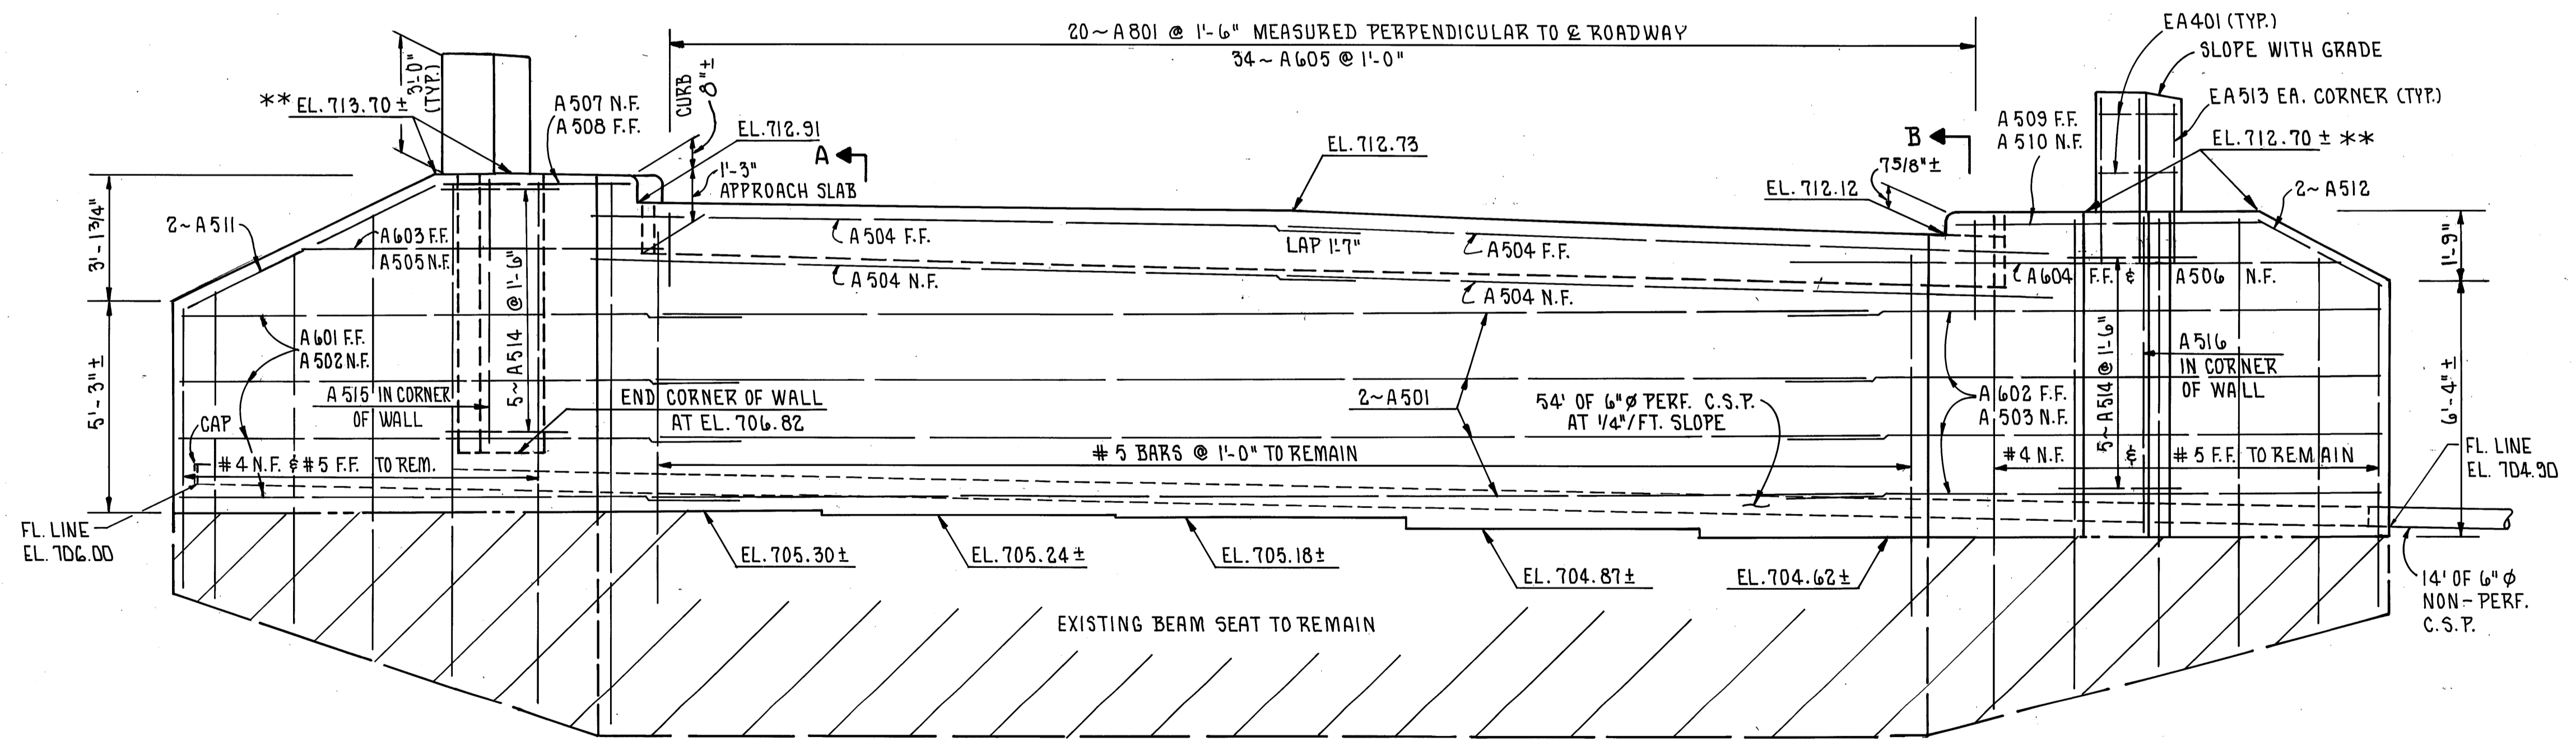 20~A801 @ 1'-6" MEASURED PERPENDICULAR TO ℄ ROADWAY
34~A605 @ 1'-0"
EA401 (TYP.)
SLOPE WITH GRADE
EA513 EA. CORNER (TYP.)
3'-0"
(TYP.)
** EL.713.70 ±
A507 N.F.
A508 F.F.
CURB
8"±
EL.712.91
A
1'-3"
APPROACH SLAB
EL.712.73
B
7 5/8"±
EL.712.12
A509 F.F.
A510 N.F.
EL.712.70 ± **
2~A512
3'-1 3/4"
2~A511
A603 F.F.
A505 N.F.
A504 F.F.
LAP 1'-7"
A504 F.F.
A504 N.F.
A504 N.F.
A604 F.F. & A506 N.F.
1'-9"
5'-3"±
A601 F.F.
A502 N.F.
A515 IN CORNER
OF WALL
5~A514 @ 1'-6"
CAP
END CORNER OF WALL
AT EL. 706.82
2~A501
54' OF 6"Ø PERF. C.S.P.
AT 1/4"/FT. SLOPE
A602 F.F.
A503 N.F.
5~A514 @ 1'-6"
A516
IN CORNER
OF WALL
6'-4"±
#4 N.F. & #5 F.F. TO REM.
#5 BARS @ 1'-0" TO REMAIN
#4 N.F. & #5 F.F. TO REMAIN
FL. LINE
EL. 704.90
FL. LINE
EL. 706.00
EL.705.30±
EL.705.24±
EL.705.18±
EL.704.87±
EL.704.62±
14' OF 6"Ø
NON-PERF.
C.S.P.
EXISTING BEAM SEAT TO REMAIN